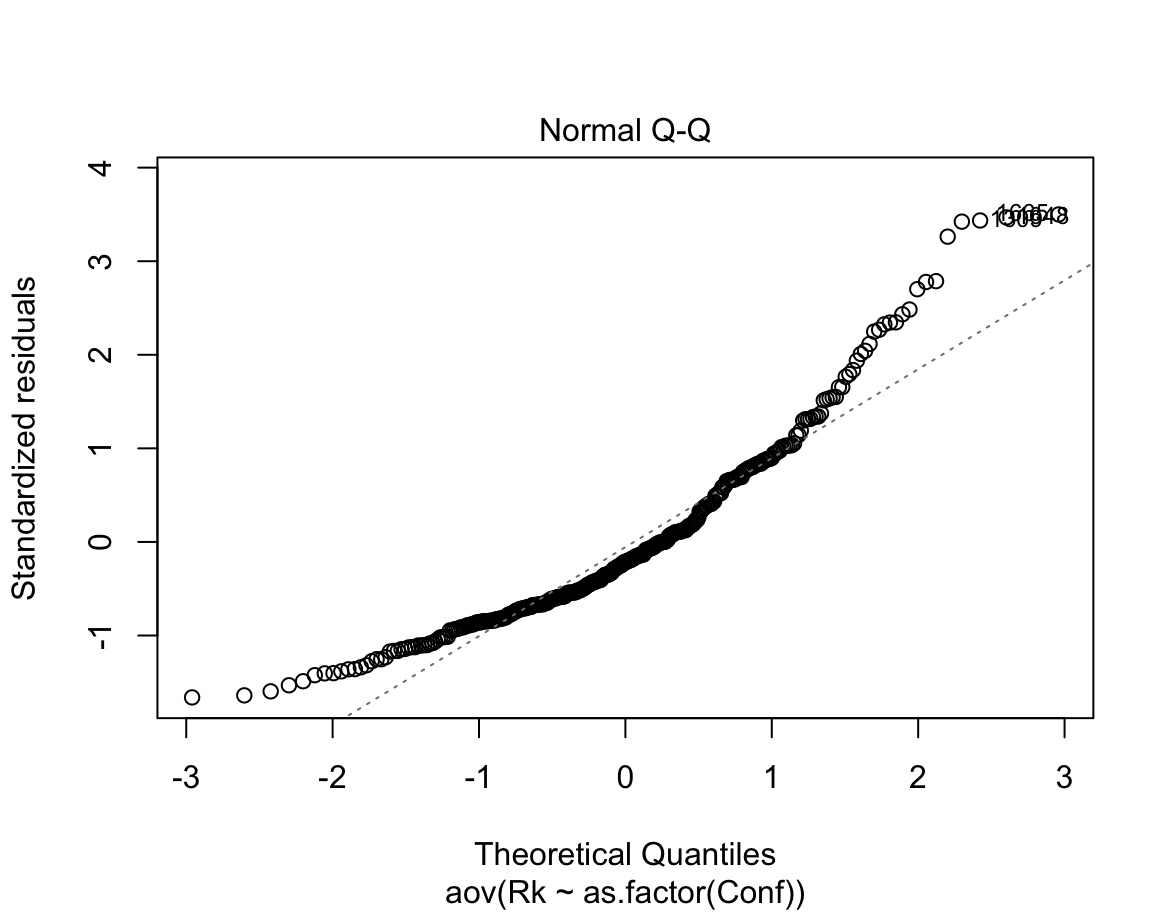 Normal Q-Q
4
3
2
1
0
-1
Standardized residuals
-3 -2 -1 0 1 2 3
Theoretical Quantiles
aov(Rk ~ as.factor(Conf))